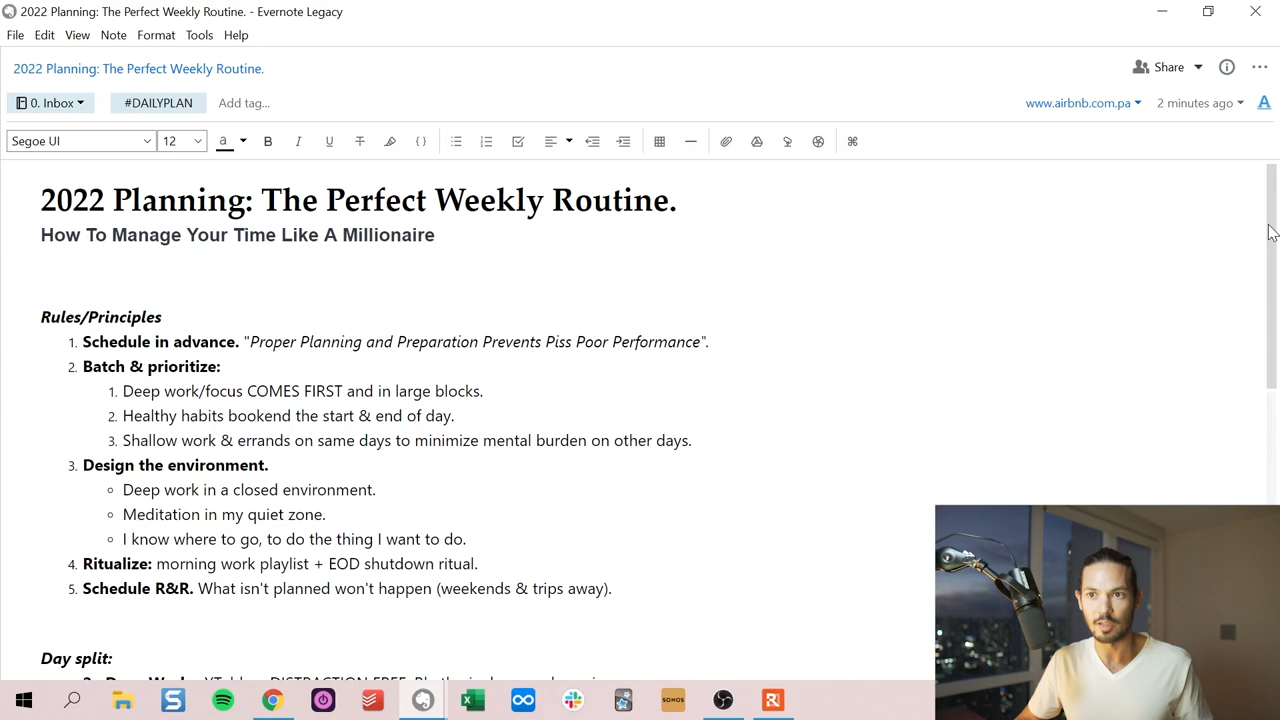 2022 Planning: The Perfect Weekly Routine. - Evernote Legacy
File Edit View Note Format Tools Help
2022 Planning: The Perfect Weekly Routine.
Share
0. Inbox #DAILYPLAN Add tag...
www.airbnb.com.pa 2 minutes ago A
Segoe UI 12 a B I U T { }
2022 Planning: The Perfect Weekly Routine.
How To Manage Your Time Like A Millionaire
Rules/Principles
1. Schedule in advance. "Proper Planning and Preparation Prevents Piss Poor Performance".
2. Batch & prioritize:
1. Deep work/focus COMES FIRST and in large blocks.
2. Healthy habits bookend the start & end of day.
3. Shallow work & errands on same days to minimize mental burden on other days.
3. Design the environment.
Deep work in a closed environment.
Meditation in my quiet zone.
I know where to go, to do the thing I want to do.
4. Ritualize: morning work playlist + EOD shutdown ritual.
5. Schedule R&R. What isn't planned won't happen (weekends & trips away).
Day split:
SONOS